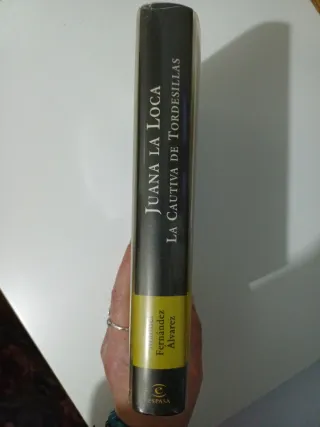 JUANA LA LOCA
LA CAUTIVA DE TORDESILLAS
Fernández
Álvarez
ESPASA